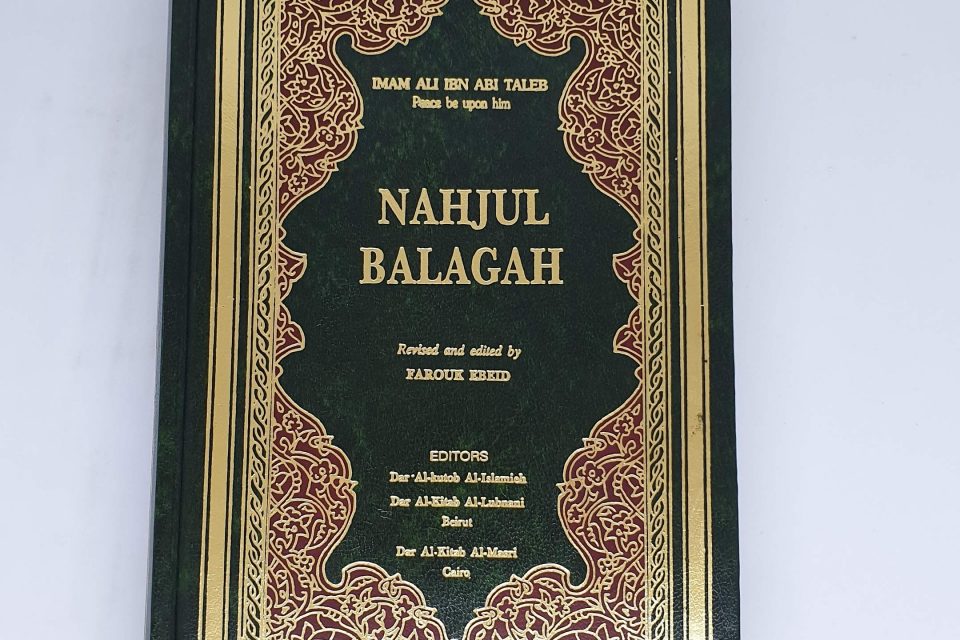 IMAM ALI IBN ABI TALEB
Peace be upon him
NAHJUL
BALAGAH
Revised and edited by
FAROUK EBEID
EDITORS
Dar Al-kutob Al-Islamiah
Dar Al-Kitab Al-Lubnani
Beirut
Dar Al-Kitab Al-Masri
Cairo